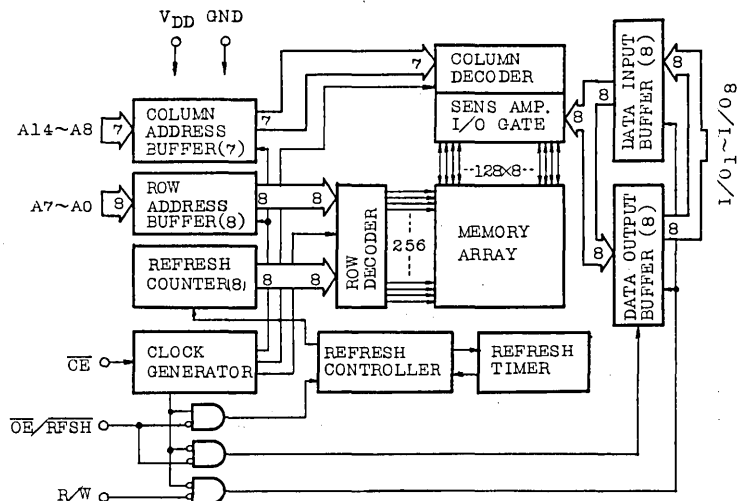 VDD GND
COLUMN
DECODER
SENS AMP.
I/O GATE
DATA INPUT
BUFFER (8)
I/O1~I/O8
A14~A8
7
COLUMN
ADDRESS
BUFFER(7)
7
7
8
8
8
A7~A0
8
ROW
ADDRESS
BUFFER(8)
8
8
ROW
DECODER
256
128×8
MEMORY
ARRAY
8
DATA OUTPUT
BUFFER (8)
8
REFRESH
COUNTER(8)
8
8
CE
CLOCK
GENERATOR
REFRESH
CONTROLLER
REFRESH
TIMER
OE/RFSH
R/W